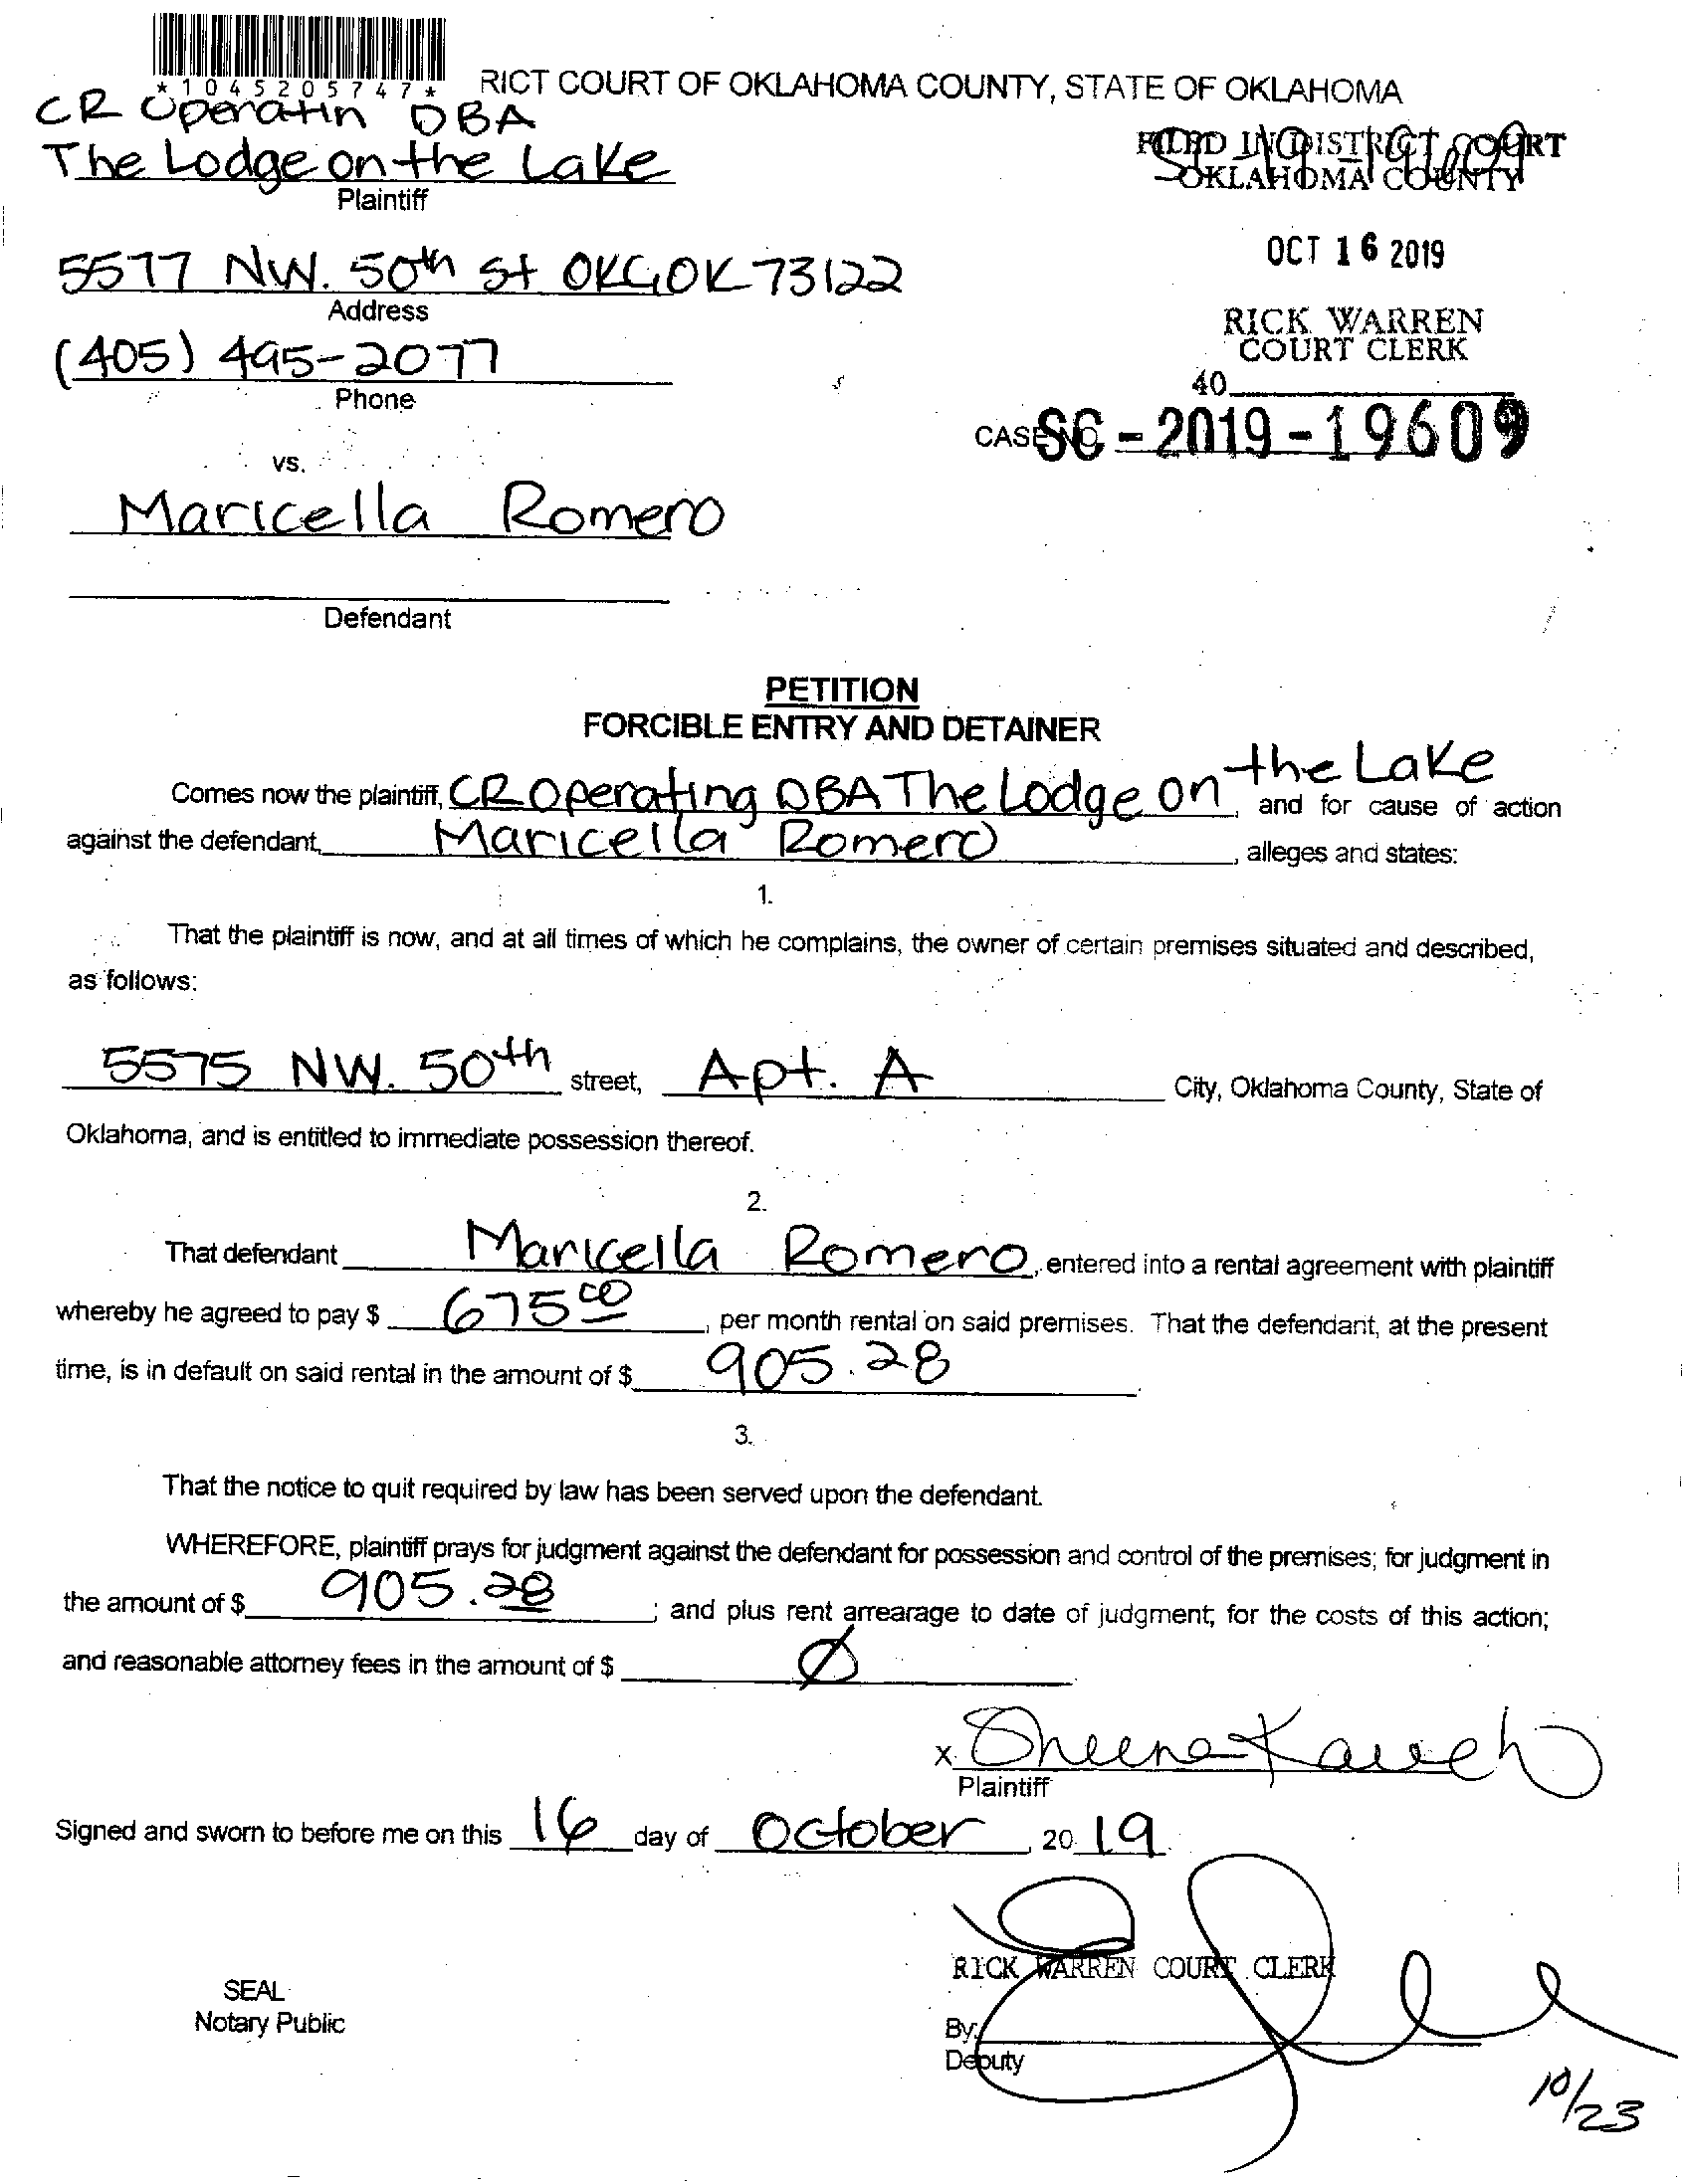 *1045205747*
RICT COURT OF OKLAHOMA COUNTY, STATE OF OKLAHOMA
CR Operatin DBA
The Lodge on the Lake
Plaintiff
FILED IN DISTRICT COURT
OKLAHOMA COUNTY
5577 NW. 50th St OKC, OK 73122
Address
OCT 16 2019
(405) 495-2077
Phone
RICK WARREN
COURT CLERK
40
CASE NO. SC-2019-19609
vs.
Maricella Romero
Defendant
PETITION
FORCIBLE ENTRY AND DETAINER
Comes now the plaintiff, CR Operating DBA The Lodge on the Lake, and for cause of action
against the defendant, Maricella Romero, alleges and states:
1.
That the plaintiff is now, and at all times of which he complains, the owner of certain premises situated and described,
as follows:
5575 NW. 50th street, Apt. A City, Oklahoma County, State of
Oklahoma, and is entitled to immediate possession thereof.
2.
That defendant Maricella Romero, entered into a rental agreement with plaintiff
whereby he agreed to pay $ 675 00, per month rental on said premises. That the defendant, at the present
time, is in default on said rental in the amount of $ 905.28.
3.
That the notice to quit required by law has been served upon the defendant.
WHEREFORE, plaintiff prays for judgment against the defendant for possession and control of the premises; for judgment in
the amount of $ 905.28; and plus rent arrearage to date of judgment; for the costs of this action;
and reasonable attorney fees in the amount of $ Ø.
x
Plaintiff
Signed and sworn to before me on this 16 day of October, 2019.
RICK WARREN COURT CLERK
SEAL
Notary Public
By:
Deputy
10/23